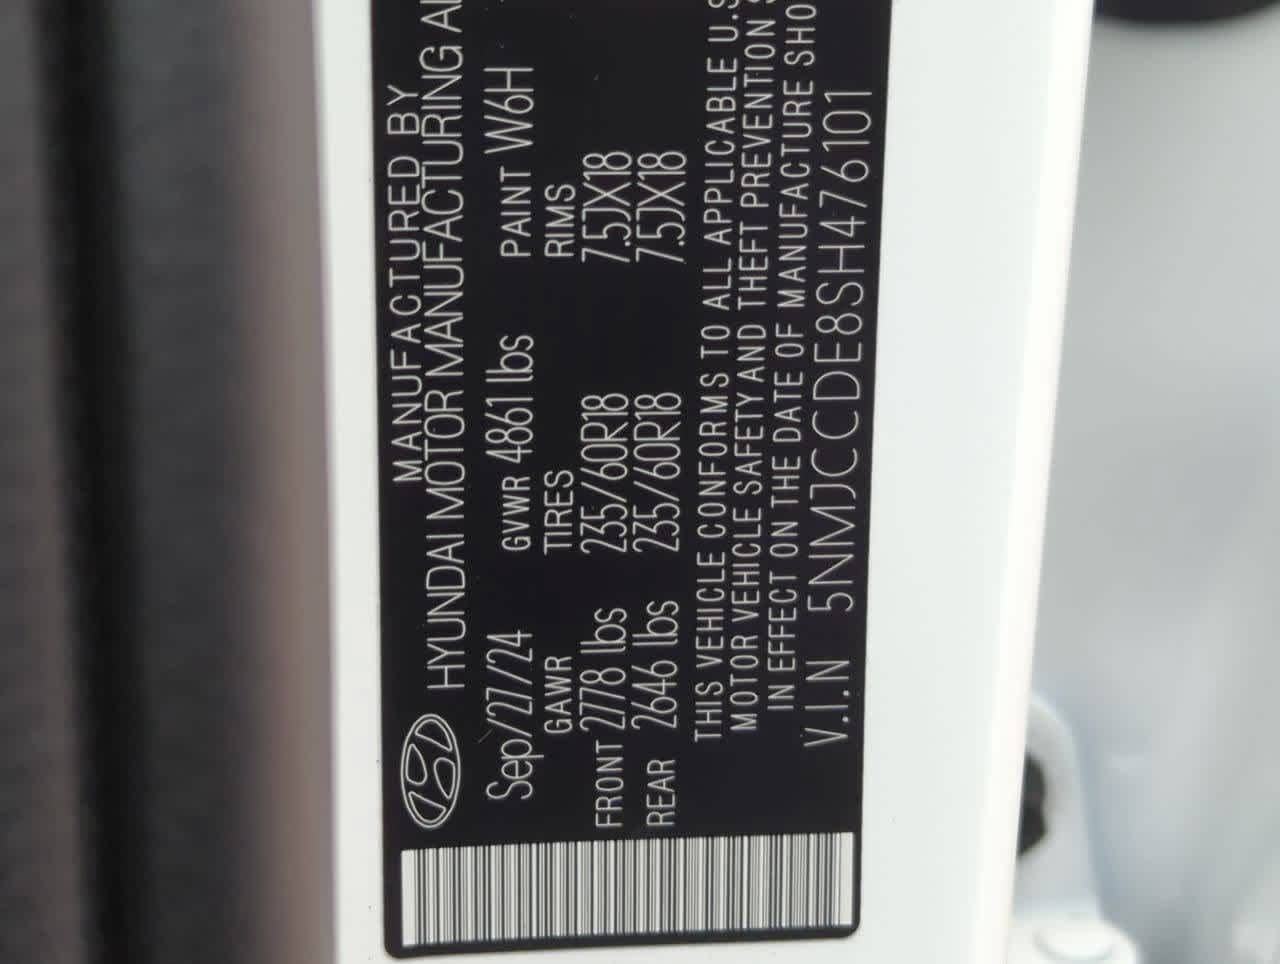 MANUFACTURED BY
HYUNDAI MOTOR MANUFACTURING
Sep/27/24 GVWR 4861 lbs PAINT W6H
GAWR TIRES RIMS
FRONT 2778 lbs 235/60R18 7.5JX18
REAR 2646 lbs 235/60R18 7.5JX18
THIS VEHICLE CONFORMS TO ALL APPLICABLE U.S
MOTOR VEHICLE SAFETY AND THEFT PREVENTION
IN EFFECT ON THE DATE OF MANUFACTURE
V.I.N 5NMJCCDE8SH476101